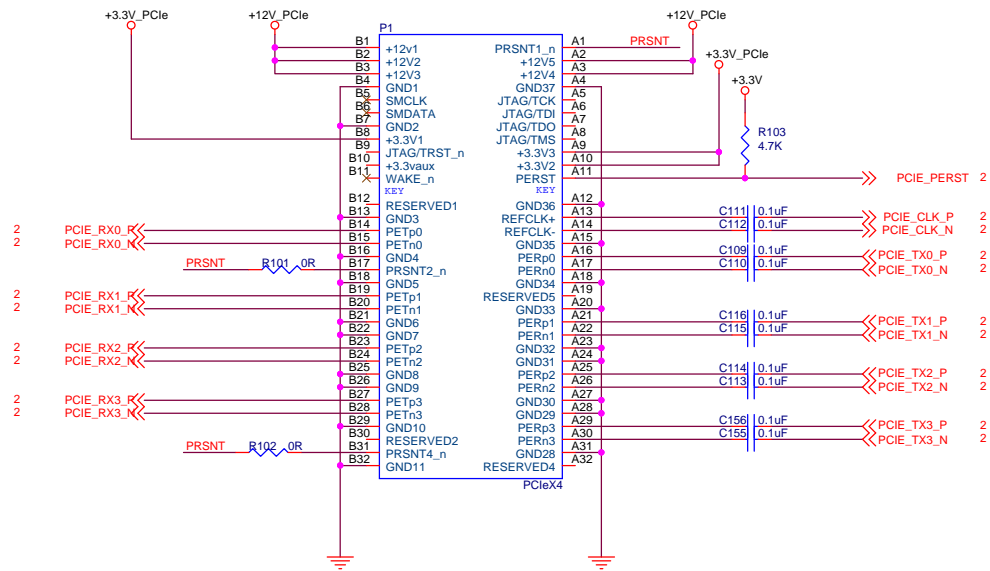 +3.3V_PCIe
+12V_PCIe
+12V_PCIe
P1
+3.3V_PCIe
+3.3V
R103
4.7K
B1 +12v1 PRSNT1_n A1 PRSNT
B2 +12V2 +12V5 A2
B3 +12V3 +12V4 A3
B4 GND1 GND37 A4
B5 SMCLK JTAG/TCK A5
B6 SMDATA JTAG/TDI A6
B7 GND2 JTAG/TDO A7
B8 +3.3V1 JTAG/TMS A8
B9 JTAG/TRST_n +3.3V3 A9
B10 +3.3vaux +3.3V2 A10
B11 WAKE_n PERST A11 PCIE_PERST 2
KEY KEY
B12 RESERVED1 GND36 A12
B13 GND3 REFCLK+ A13 C111 0.1uF PCIE_CLK_P 2
2 PCIE_RX0_P B14 PETp0 REFCLK- A14 C112 0.1uF PCIE_CLK_N 2
2 PCIE_RX0_N B15 PETn0 GND35 A15
B16 GND4 PERp0 A16 C109 0.1uF PCIE_TX0_P 2
PRSNT R101 0R B17 PRSNT2_n PERn0 A17 C110 0.1uF PCIE_TX0_N 2
B18 GND5 GND34 A18
2 PCIE_RX1_P B19 PETp1 RESERVED5 A19
2 PCIE_RX1_N B20 PETn1 GND33 A20
B21 GND6 PERp1 A21 C116 0.1uF PCIE_TX1_P 2
B22 GND7 PERn1 A22 C115 0.1uF PCIE_TX1_N 2
2 PCIE_RX2_P B23 PETp2 GND32 A23
2 PCIE_RX2_N B24 PETn2 GND31 A24
B25 GND8 PERp2 A25 C114 0.1uF PCIE_TX2_P 2
B26 GND9 PERn2 A26 C113 0.1uF PCIE_TX2_N 2
2 PCIE_RX3_P B27 PETp3 GND30 A27
2 PCIE_RX3_N B28 PETn3 GND29 A28
B29 GND10 PERp3 A29 C156 0.1uF PCIE_TX3_P 2
B30 RESERVED2 PERn3 A30 C155 0.1uF PCIE_TX3_N 2
PRSNT R102 0R B31 PRSNT4_n GND28 A31
B32 GND11 RESERVED4 A32
PCIeX4